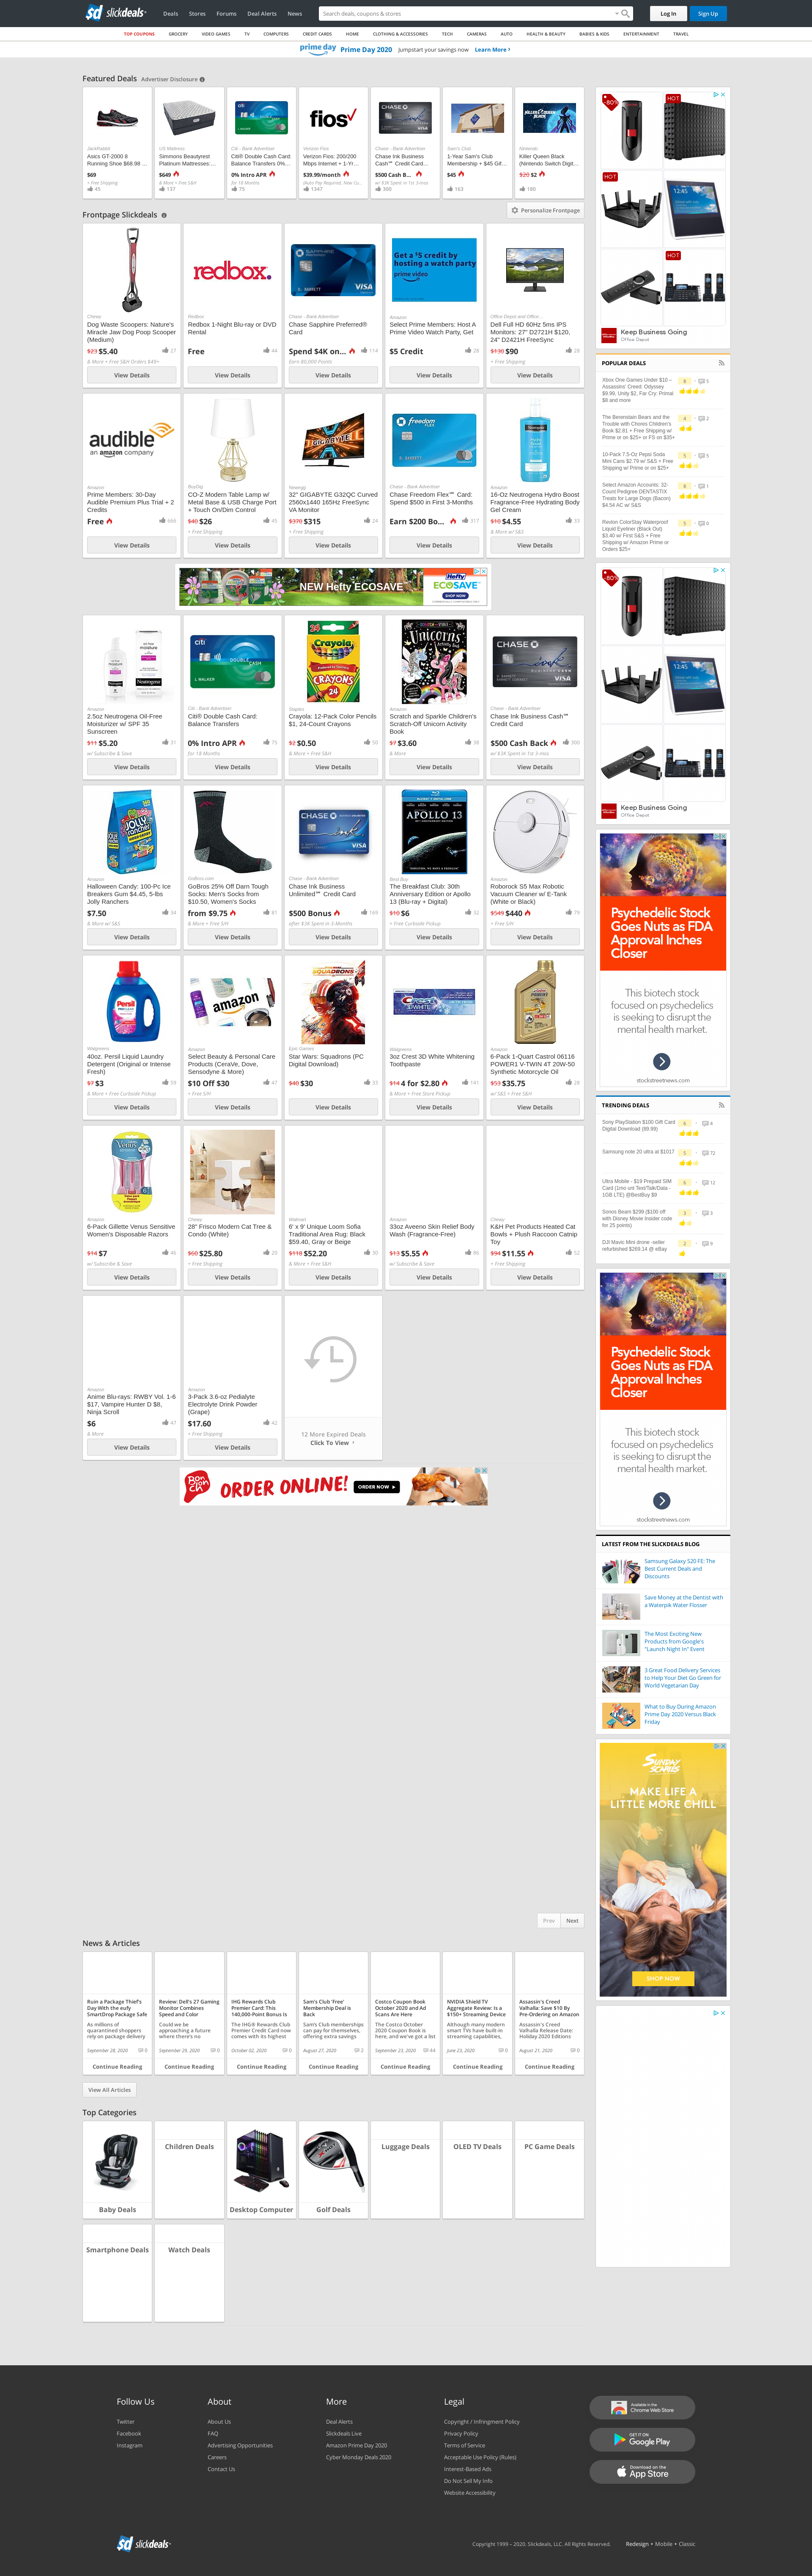 slickdeals
Deals Stores Forums Deal Alerts News
Search deals, coupons & stores
Log In Sign Up
TOP COUPONS GROCERY VIDEO GAMES TV COMPUTERS CREDIT CARDS HOME CLOTHING & ACCESSORIES TECH CAMERAS AUTO HEALTH & BEAUTY BABIES & KIDS ENTERTAINMENT TRAVEL
prime day Prime Day 2020 Jumpstart your savings now Learn More
Featured Deals Advertiser Disclosure
JackRabbit
Asics GT-2000 8
Running Shoe $68.98 ...
$69
+ Free Shipping
45
US Mattress
Simmons Beautyrest
Platinum Mattresses:...
$649
& More + Free S&H
137
Citi - Bank Advertiser
Citi® Double Cash Card:
Balance Transfers 0%...
0% Intro APR
for 18 Months
75
fios
Verizon Fios
Verizon Fios: 200/200
Mbps Internet + 1-Yr...
$39.99/month
(Auto Pay Required, New Cu...
1347
Chase - Bank Advertiser
Chase Ink Business
Cash℠ Credit Card...
$500 Cash B...
w/ $3K Spent in 1st 3-mos
300
Sam's Club
1-Year Sam's Club
Membership + $45 Gif...
$45
163
Nintendo
Killer Queen Black
(Nintendo Switch Digit...
$20 $2
180
Frontpage Slickdeals
Personalize Frontpage
Chewy
Dog Waste Scoopers: Nature's
Miracle Jaw Dog Poop Scooper
(Medium)
$23 $5.40
27
& More + Free S&H Orders $49+
View Details
redbox.
Redbox
Redbox 1-Night Blu-ray or DVD
Rental
Free
44
View Details
Chase - Bank Advertiser
Chase Sapphire Preferred®
Card
Spend $4K on...
114
Earn 80,000 Points
View Details
Get a $5 credit by
hosting a watch party
prime video
Amazon
Select Prime Members: Host A
Prime Video Watch Party, Get
$5 Credit
28
View Details
Office Depot and Office...
Dell Full HD 60Hz 5ms IPS
Monitors: 27" D2721H $120,
24" D2421H FreeSync
$130 $90
28
+ Free Shipping
View Details
audible
an amazon company
Amazon
Prime Members: 30-Day
Audible Premium Plus Trial + 2
Credits
Free
View Details
BuyDig
CO-Z Modern Table Lamp w/
Metal Base & USB Charge Port
+ Touch On/Dim Control
$40 $26
45
+ Free Shipping
View Details
GIGABYTE
Newegg
32" GIGABYTE G32QC Curved
2560x1440 165Hz FreeSync
VA Monitor
$370 $315
24
+ Free Shipping
View Details
freedom
FLEX
Chase - Bank Advertiser
Chase Freedom Flex℠ Card:
Spend $500 in First 3-Months
Earn $200 Bo...
317
View Details
Amazon
16-Oz Neutrogena Hydro Boost
Fragrance-Free Hydrating Body
Gel Cream
$10 $4.55
33
& More w/ S&S
View Details
NEW Hefty ECOSAVE
Hefty
ECOSAVE
SHOP NOW
Amazon
2.5oz Neutrogena Oil-Free
Moisturizer w/ SPF 35
Sunscreen
$11 $5.20
31
w/ Subscribe & Save
View Details
citi
DOUBLE CASH
L WALKER
Citi - Bank Advertiser
Citi® Double Cash Card:
Balance Transfers
0% Intro APR
75
for 18 Months
View Details
Crayola
CRAYONS
24
Staples
Crayola: 12-Pack Color Pencils
$1, 24-Count Crayons
$2 $0.50
50
& More + Free S&H
View Details
Unicorns
Amazon
Scratch and Sparkle Children's
Scratch-Off Unicorn Activity
Book
$7 $3.60
38
& More
View Details
CHASE
Chase - Bank Advertiser
Chase Ink Business Cash℠
Credit Card
$500 Cash Back
300
w/ $3K Spent in 1st 3-mos
View Details
JOLLY RANCHER
Amazon
Halloween Candy: 100-Pc Ice
Breakers Gum $4.45, 5-lbs
Jolly Ranchers
$7.50
34
& More w/ S&S
View Details
GoBros.com
GoBros 25% Off Darn Tough
Socks: Men's Socks from
$10.50, Women's Socks
from $9.75
81
& More + Free S/H
View Details
CHASE
Chase - Bank Advertiser
Chase Ink Business
Unlimited℠ Credit Card
$500 Bonus
169
after $3K Spent in 3-Months
View Details
APOLLO 13
Best Buy
The Breakfast Club: 30th
Anniversary Edition or Apollo
13 (Blu-ray + Digital)
$10 $6
32
+ Free Curbside Pickup
View Details
Amazon
Roborock S5 Max Robotic
Vacuum Cleaner w/ E-Tank
(White or Black)
$549 $440
79
+ Free S/H
View Details
Persil
Walgreens
40oz. Persil Liquid Laundry
Detergent (Original or Intense
Fresh)
$7 $3
59
& More + Free Curbside Pickup
View Details
amazon
Amazon
Select Beauty & Personal Care
Products (CeraVe, Dove,
Sensodyne & More)
$10 Off $30
47
+ Free S/H
View Details
SQUADRONS
Epic Games
Star Wars: Squadrons (PC
Digital Download)
$40 $30
33
View Details
Crest
Walgreens
3oz Crest 3D White Whitening
Toothpaste
$14 4 for $2.80
141
& More + Free Store Pickup
View Details
Amazon
6-Pack 1-Quart Castrol 06116
POWER1 V-TWIN 4T 20W-50
Synthetic Motorcycle Oil
$53 $35.75
28
w/ S&S + Free S&H
View Details
Venus
Amazon
6-Pack Gillette Venus Sensitive
Women's Disposable Razors
$14 $7
46
w/ Subscribe & Save
View Details
Chewy
28" Frisco Modern Cat Tree &
Condo (White)
$60 $25.80
20
+ Free Shipping
View Details
Walmart
6' x 9' Unique Loom Sofia
Traditional Area Rug: Black
$59.40, Gray or Beige
$118 $52.20
30
& More + Free S&H
View Details
Amazon
33oz Aveeno Skin Relief Body
Wash (Fragrance-Free)
$13 $5.55
86
w/ Subscribe & Save
View Details
Chewy
K&H Pet Products Heated Cat
Bowls + Plush Raccoon Catnip
Toy
$94 $11.55
52
+ Free Shipping
View Details
Amazon
Anime Blu-rays: RWBY Vol. 1-6
$17, Vampire Hunter D $8,
Ninja Scroll
$6
47
& More
View Details
Amazon
3-Pack 3.6-oz Pedialyte
Electrolyte Drink Powder
(Grape)
$17.60
42
+ Free Shipping
View Details
12 More Expired Deals
Click To View
BONCHON
ORDER ONLINE!
ORDER NOW
Prev Next
News & Articles
Ruin a Package Thief's
Day With the eufy
SmartDrop Package Safe
As millions of
quarantined shoppers
rely on package delivery
September 28, 2020 0
Continue Reading
Review: Dell's 27 Gaming
Monitor Combines
Speed and Color
Could we be
approaching a future
where there's no
September 29, 2020 0
Continue Reading
IHG Rewards Club
Premier Card: This
140,000-Point Bonus Is
The IHG® Rewards Club
Premier Credit Card now
comes with its highest
October 02, 2020 0
Continue Reading
Sam's Club 'Free'
Membership Deal is
Back
Sam's Club memberships
can pay for themselves,
offering extra savings
August 27, 2020 2
Continue Reading
Costco Coupon Book
October 2020 and Ad
Scans Are Here
The Costco October
2020 Coupon Book is
here, and we've got a list
September 23, 2020 44
Continue Reading
NVIDIA Shield TV
Aggregate Review: Is a
$150+ Streaming Device
Although many modern
smart TVs have built in
streaming capabilities,
June 23, 2020 0
Continue Reading
Assassin's Creed
Valhalla: Save $10 By
Pre-Ordering on Amazon
Assassin's Creed
Valhalla Release Date:
Holiday 2020 Editions
August 21, 2020 0
Continue Reading
View All Articles
Top Categories
Baby Deals
Children Deals
Desktop Computer
Golf Deals
Luggage Deals
OLED TV Deals
PC Game Deals
Smartphone Deals
Watch Deals
-80%
HOT
HOT
12:45
HOT
Keep Business Going
Office Depot
POPULAR DEALS
Xbox One Games Under $10 –
Assassins' Creed: Odyssey
$9.99, Unity $2, Far Cry: Primal
$8 and more
8 5
The Berenstain Bears and the
Trouble with Chores Children's
Book $2.81 + Free Shipping w/
Prime or on $25+ or FS on $35+
4 2
10-Pack 7.5-Oz Pepsi Soda
Mini Cans $2.79 w/ S&S + Free
Shipping w/ Prime or on $25+
5 5
Select Amazon Accounts: 32-
Count Pedigree DENTASTIX
Treats for Large Dogs (Bacon)
$4.54 AC w/ S&S
8 1
Revlon ColorStay Waterproof
Liquid Eyeliner (Black Out)
$3.40 w/ First S&S + Free
Shipping w/ Amazon Prime or
Orders $25+
5 0
-80%
12:45
Keep Business Going
Office Depot
Psychedelic Stock
Goes Nuts as FDA
Approval Inches
Closer
This biotech stock
focused on psychedelics
is seeking to disrupt the
mental health market.
stockstreetnews.com
TRENDING DEALS
Sony PlayStation $100 Gift Card
Digital Download (89.99)
6 4
Samsung note 20 ultra at $1017
5 72
Ultra Mobile - $19 Prepaid SIM
Card (1mo unl Text/Talk/Data -
1GB LTE) @BestBuy $9
6 12
Sonos Beam $299 ($100 off
with Disney Movie Insider code
for 25 points)
3 3
DJI Mavic Mini drone -seller
refurbished $269.14 @ eBay
2 9
Psychedelic Stock
Goes Nuts as FDA
Approval Inches
Closer
This biotech stock
focused on psychedelics
is seeking to disrupt the
mental health market.
stockstreetnews.com
LATEST FROM THE SLICKDEALS BLOG
Samsung Galaxy S20 FE: The
Best Current Deals and
Discounts
Save Money at the Dentist with
a Waterpik Water Flosser
The Most Exciting New
Products from Google's
"Launch Night In" Event
3 Great Food Delivery Services
to Help Your Diet Go Green for
World Vegetarian Day
What to Buy During Amazon
Prime Day 2020 Versus Black
Friday
SUNDAY
SCAPES
MAKE LIFE A
LITTLE MORE CHILL
SHOP NOW
Follow Us
Twitter
Facebook
Instagram
About
About Us
FAQ
Advertising Opportunities
Careers
Contact Us
More
Deal Alerts
Slickdeals Live
Amazon Prime Day 2020
Cyber Monday Deals 2020
Legal
Copyright / Infringment Policy
Privacy Policy
Terms of Service
Acceptable Use Policy (Rules)
Interest-Based Ads
Do Not Sell My Info
Website Accessibility
Available in the
Chrome Web Store
GET IT ON
Google Play
Download on the
App Store
slickdeals
Copyright 1999 – 2020. Slickdeals, LLC. All Rights Reserved. Redesign • Mobile • Classic